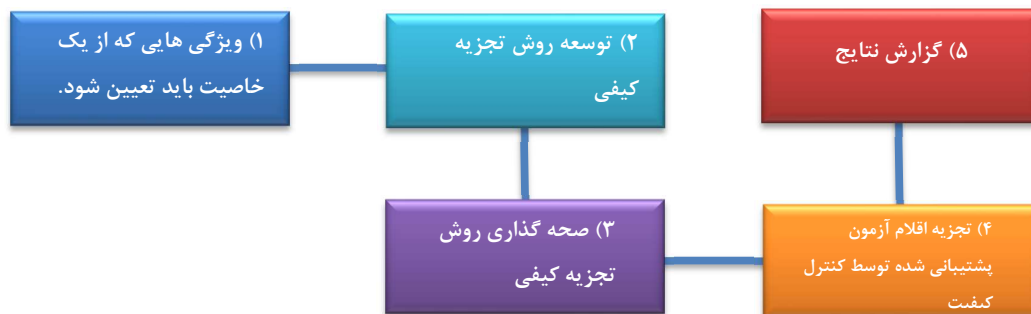 ۱) ویژگی هایی که از یک
خاصیت باید تعیین شود.
۲) توسعه روش تجزیه
کیفی
۳) صحه گذاری روش
تجزیه کیفی
۴) تجزیه اقلام آزمون
پشتیبانی شده توسط کنترل
کیفیت
۵) گزارش نتایج